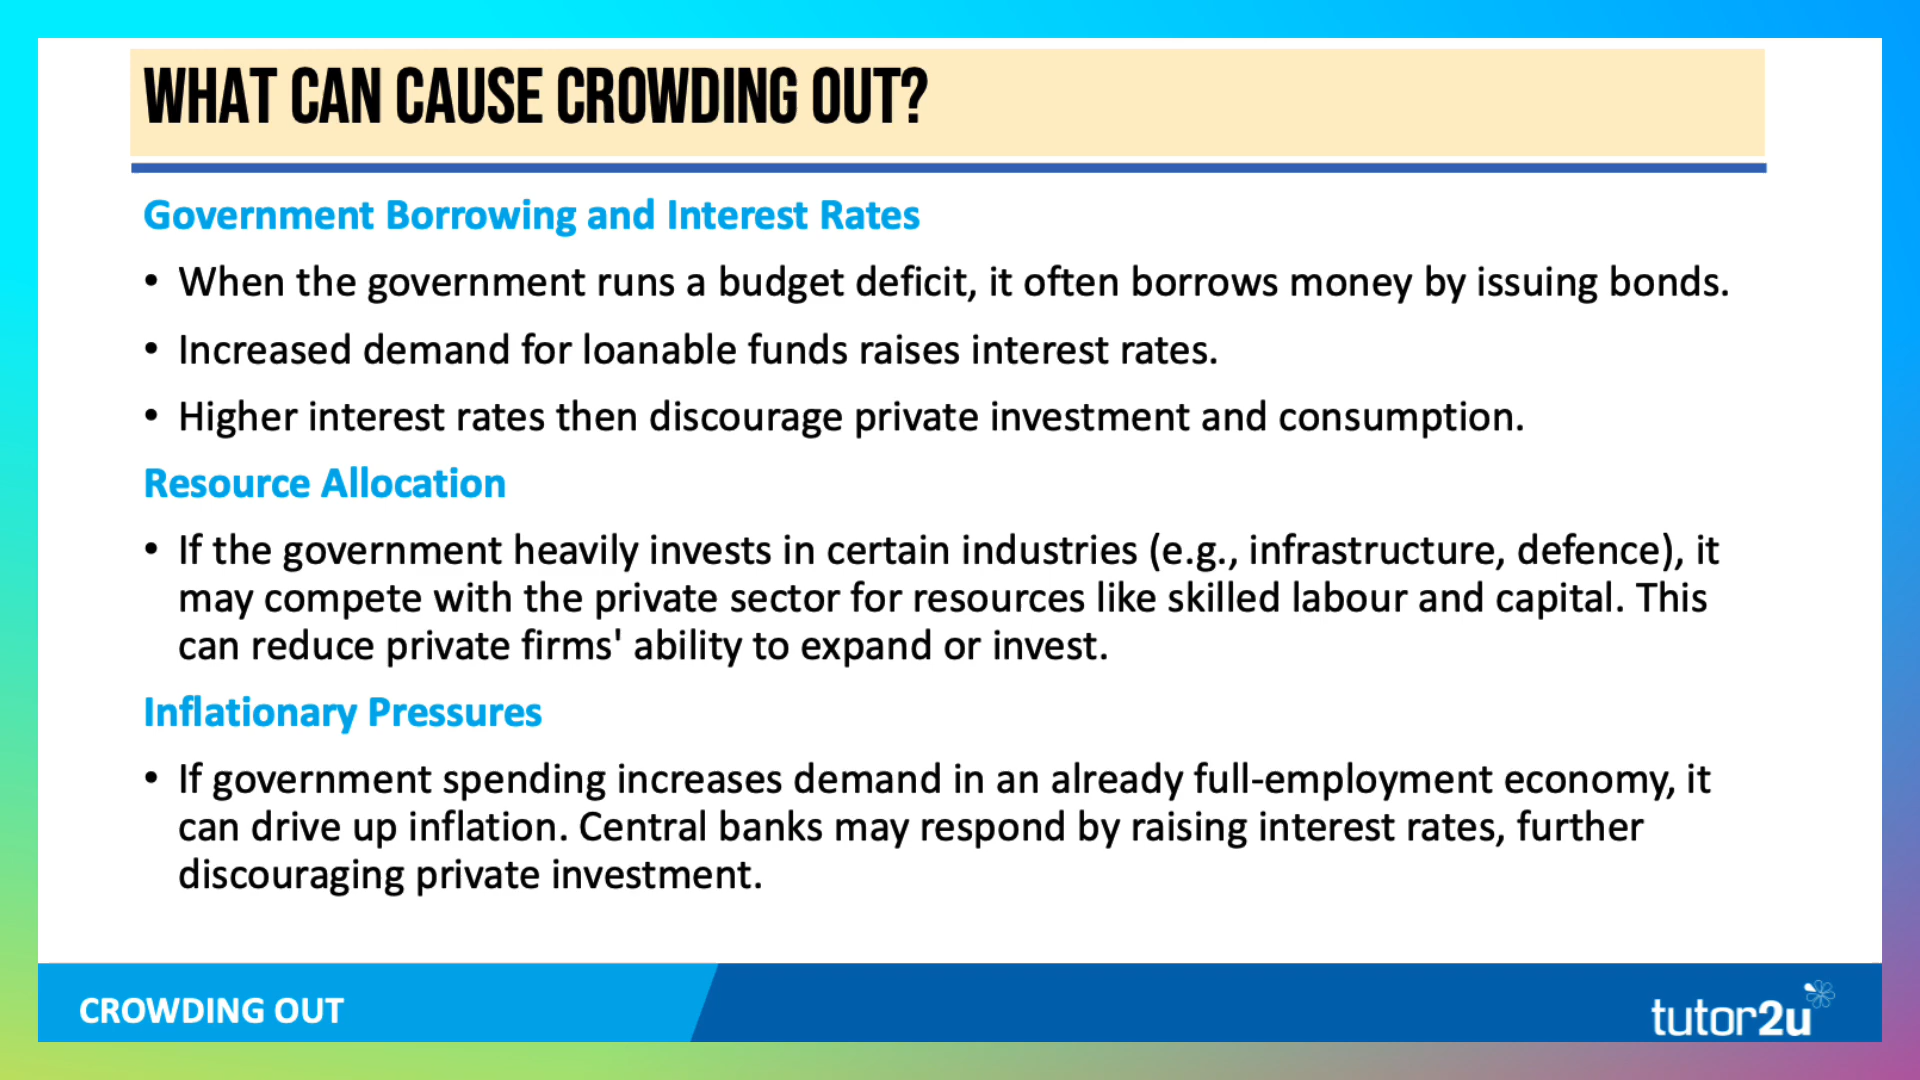 WHAT CAN CAUSE CROWDING OUT?
Government Borrowing and Interest Rates
• When the government runs a budget deficit, it often borrows money by issuing bonds.
• Increased demand for loanable funds raises interest rates.
• Higher interest rates then discourage private investment and consumption.
Resource Allocation
• If the government heavily invests in certain industries (e.g., infrastructure, defence), it
may compete with the private sector for resources like skilled labour and capital. This
can reduce private firms' ability to expand or invest.
Inflationary Pressures
• If government spending increases demand in an already full-employment economy, it
can drive up inflation. Central banks may respond by raising interest rates, further
discouraging private investment.
CROWDING OUT
tutor2u